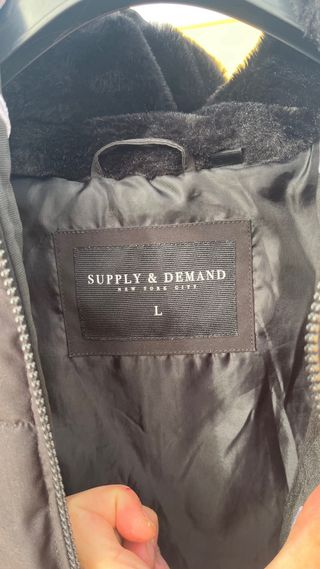 SUPPLY & DEMAND
NEW YORK CITY
L